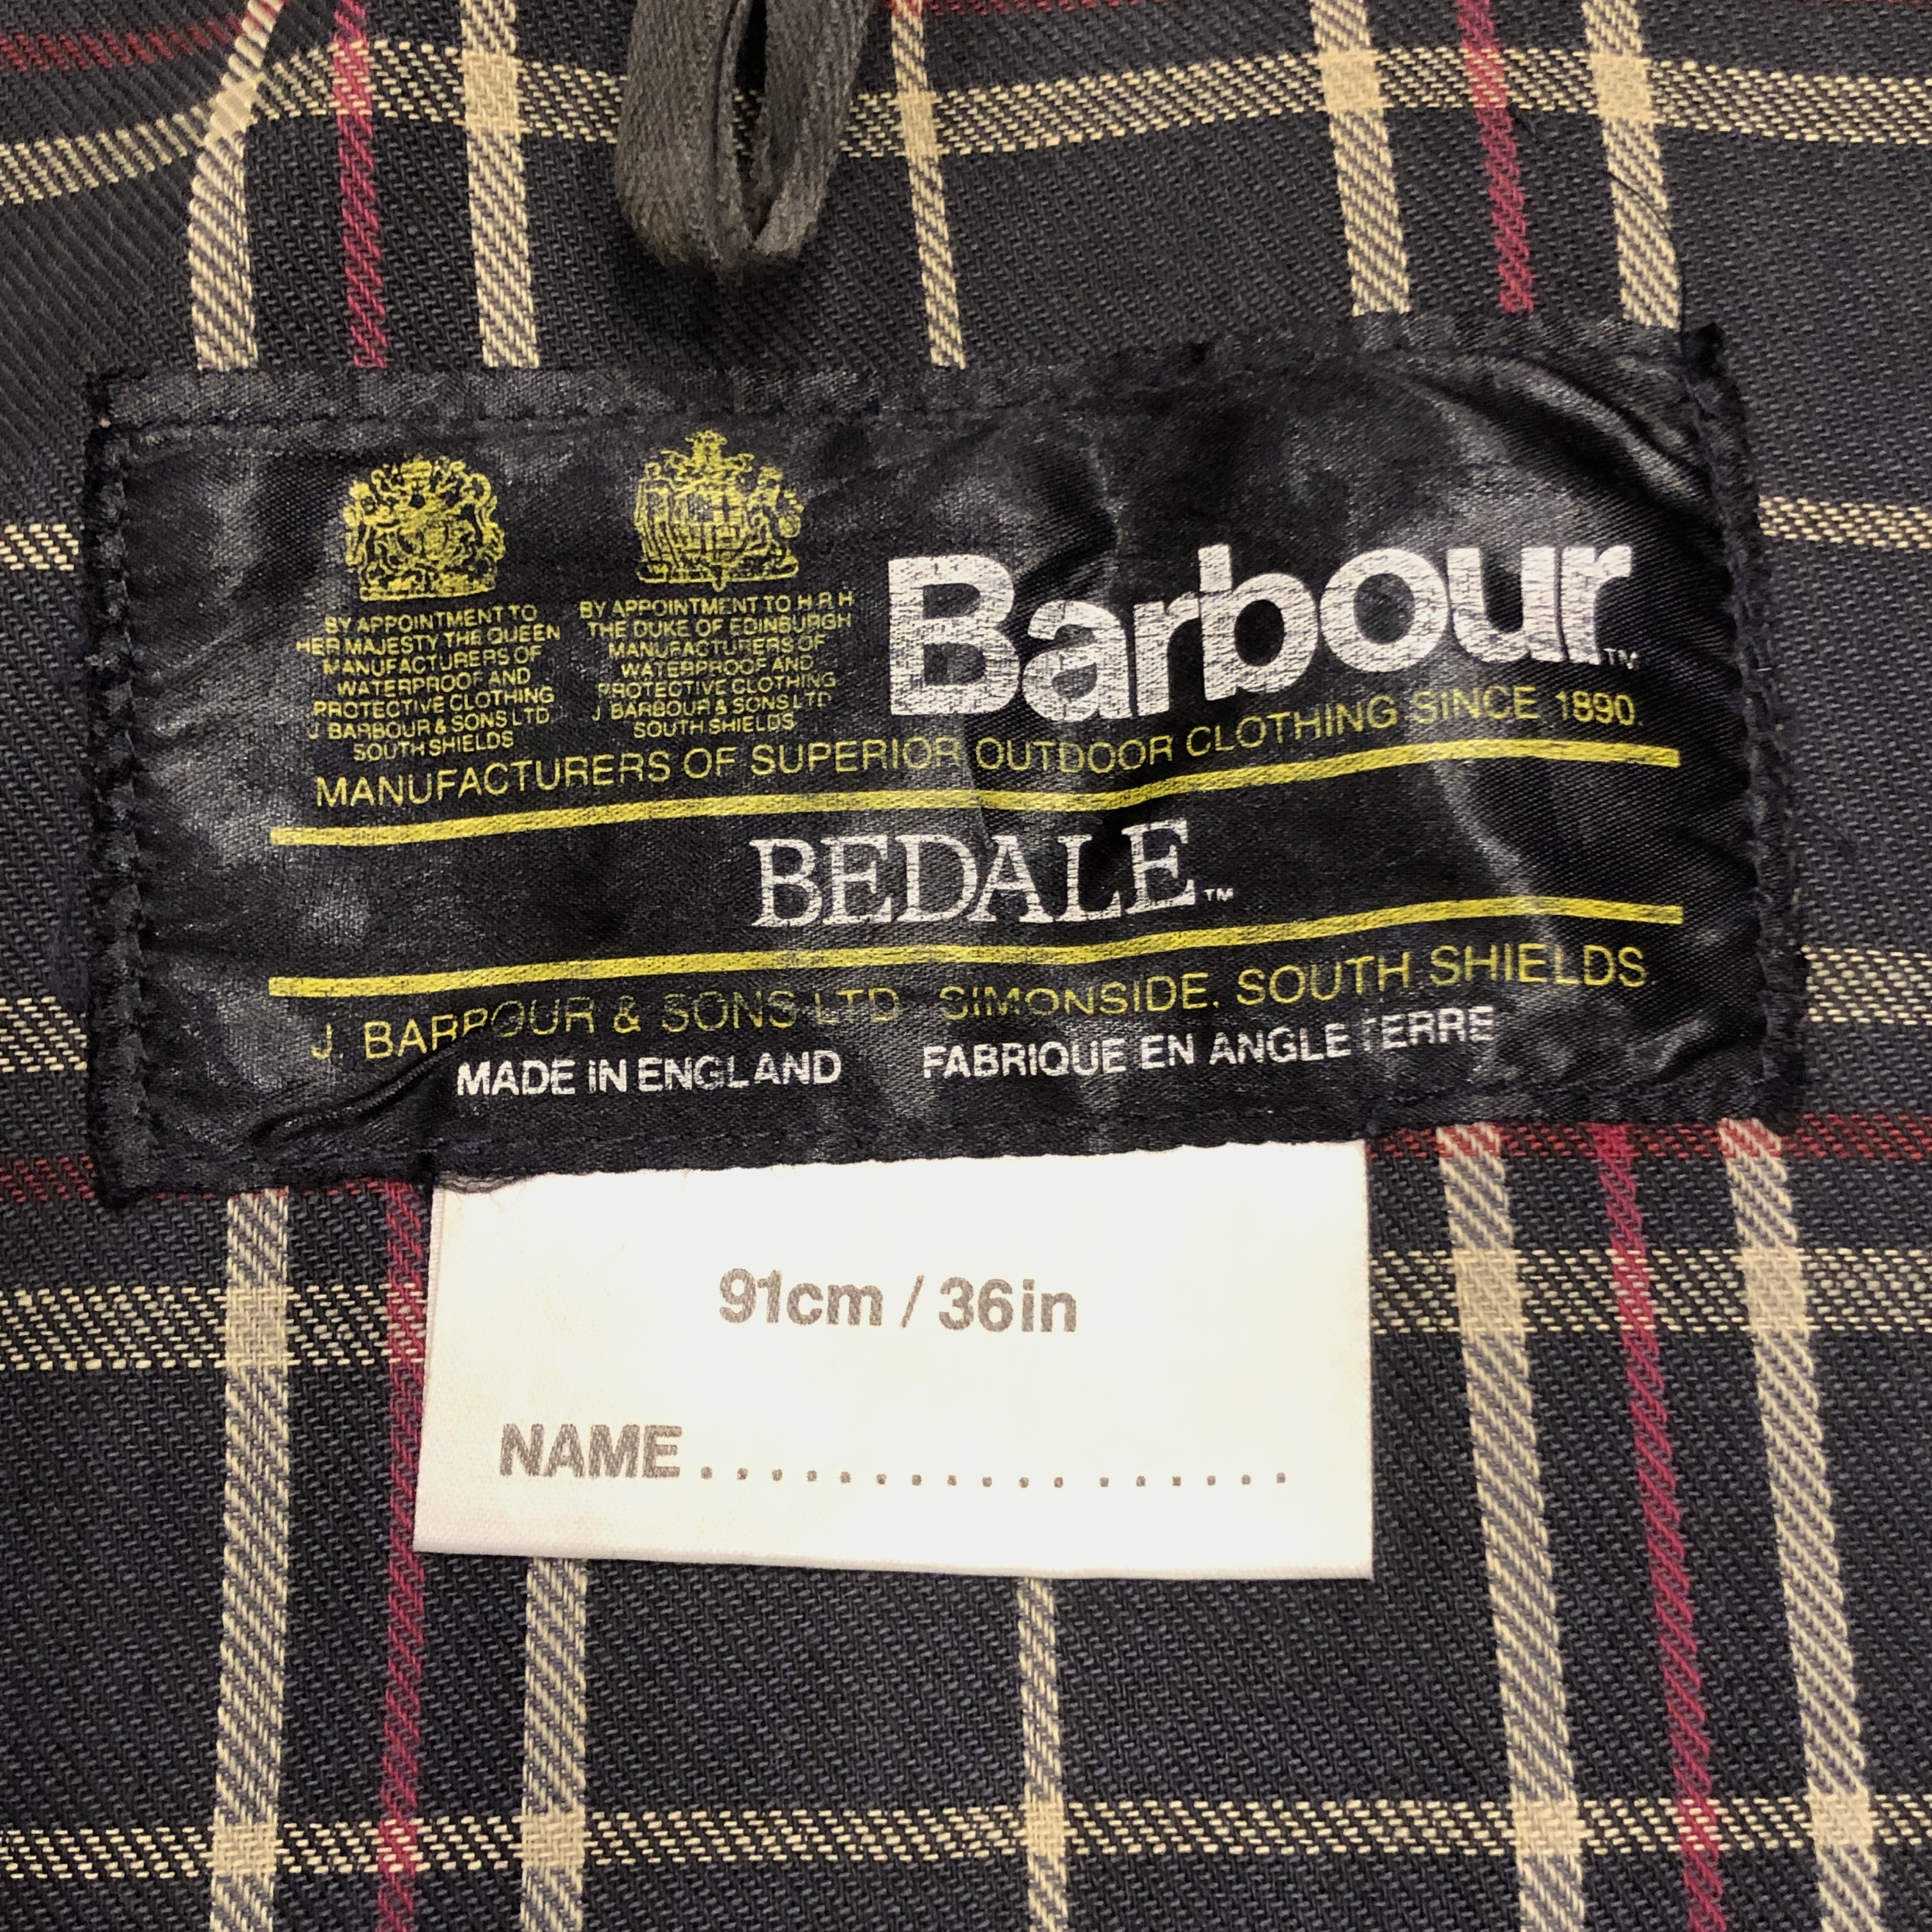 BY APPOINTMENT TO
HER MAJESTY THE QUEEN
MANUFACTURERS OF
WATERPROOF AND
PROTECTIVE CLOTHING
J BARBOUR & SONS LTD
SOUTH SHIELDS
BY APPOINTMENT TO H R H
THE DUKE OF EDINBURGH
MANUFACTURERS OF
WATERPROOF AND
PROTECTIVE CLOTHING
J BARBOUR & SONS LTD
SOUTH SHIELDS
Barbour™
MANUFACTURERS OF SUPERIOR OUTDOOR CLOTHING SINCE 1890.
BEDALE™
J. BARBOUR & SONS LTD SIMONSIDE. SOUTH SHIELDS
MADE IN ENGLAND FABRIQUE EN ANGLETERRE
91cm / 36in
NAME.................